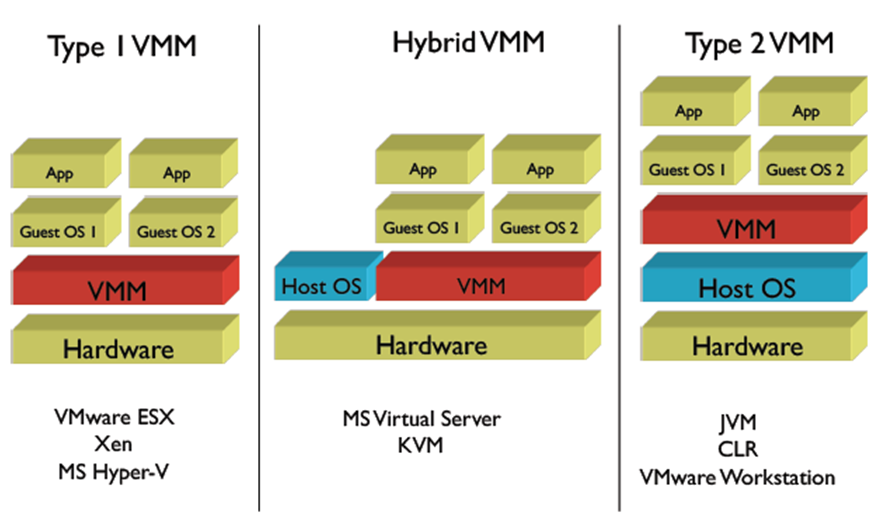 Type 1 VMM
App App
Guest OS 1 Guest OS 2
VMM
Hardware
VMware ESX
Xen
MS Hyper-V
Hybrid VMM
App App
Guest OS 1 Guest OS 2
Host OS VMM
Hardware
MS Virtual Server
KVM
Type 2 VMM
App App
Guest OS 1 Guest OS 2
VMM
Host OS
Hardware
JVM
CLR
VMware Workstation